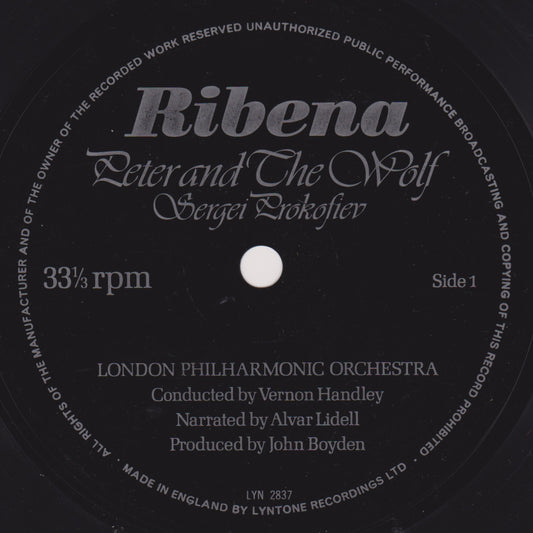 ALL RIGHTS OF THE MANUFACTURER AND OF THE OWNER OF THE RECORDED WORK RESERVED UNAUTHORIZED PUBLIC PERFORMANCE BROADCASTING AND COPYING OF THIS RECORD PROHIBITED
Ribena
Peter and The Wolf
Sergei Prokofiev
33⅓ rpm
Side 1
LONDON PHILHARMONIC ORCHESTRA
Conducted by Vernon Handley
Narrated by Alvar Lidell
Produced by John Boyden
LYN 2837
• MADE IN ENGLAND BY LYNTONE RECORDINGS LTD •